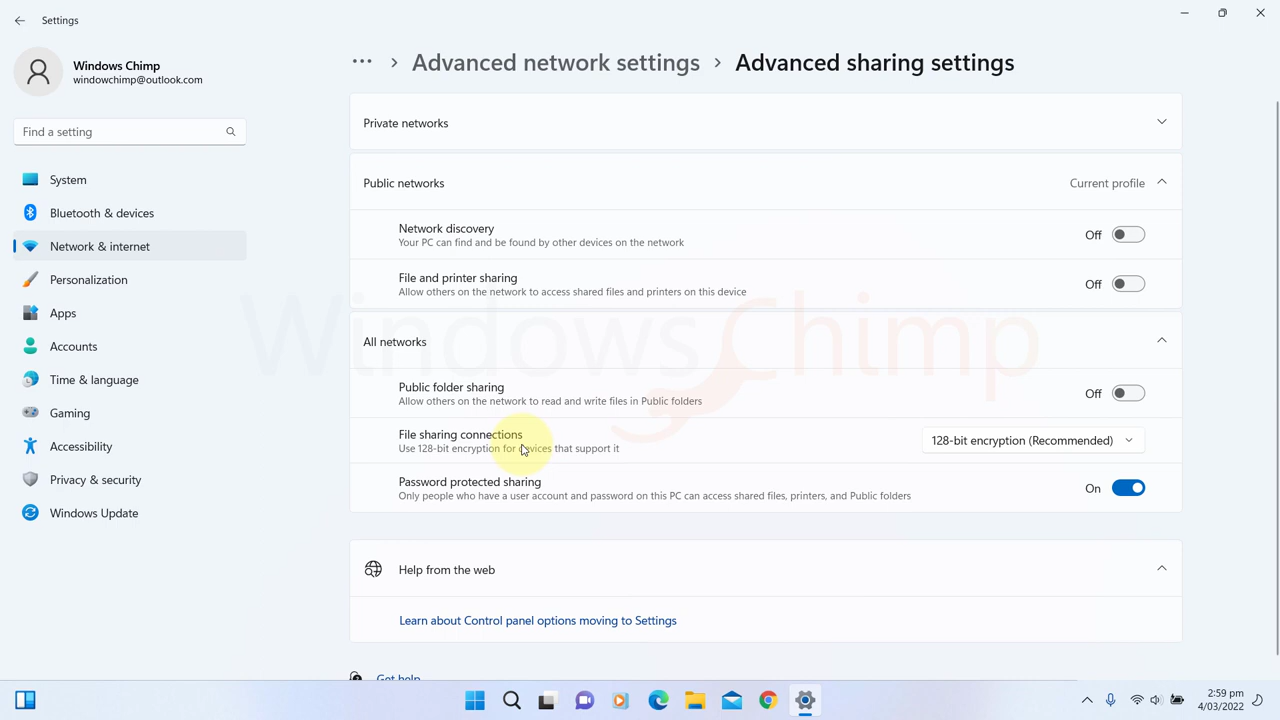 Settings
Windows Chimp
windowchimp@outlook.com
Find a setting
System
Bluetooth & devices
Network & internet
Personalization
Apps
Accounts
Time & language
Gaming
Accessibility
Privacy & security
Windows Update
··· > Advanced network settings > Advanced sharing settings
Private networks
Public networks Current profile
Network discovery
Your PC can find and be found by other devices on the network
Off
File and printer sharing
Allow others on the network to access shared files and printers on this device
Off
WindowsChimp
All networks
Public folder sharing
Allow others on the network to read and write files in Public folders
Off
File sharing connections
Use 128-bit encryption for devices that support it
128-bit encryption (Recommended)
Password protected sharing
Only people who have a user account and password on this PC can access shared files, printers, and Public folders
On
Help from the web
Learn about Control panel options moving to Settings
Get help
2:59 pm
4/03/2022